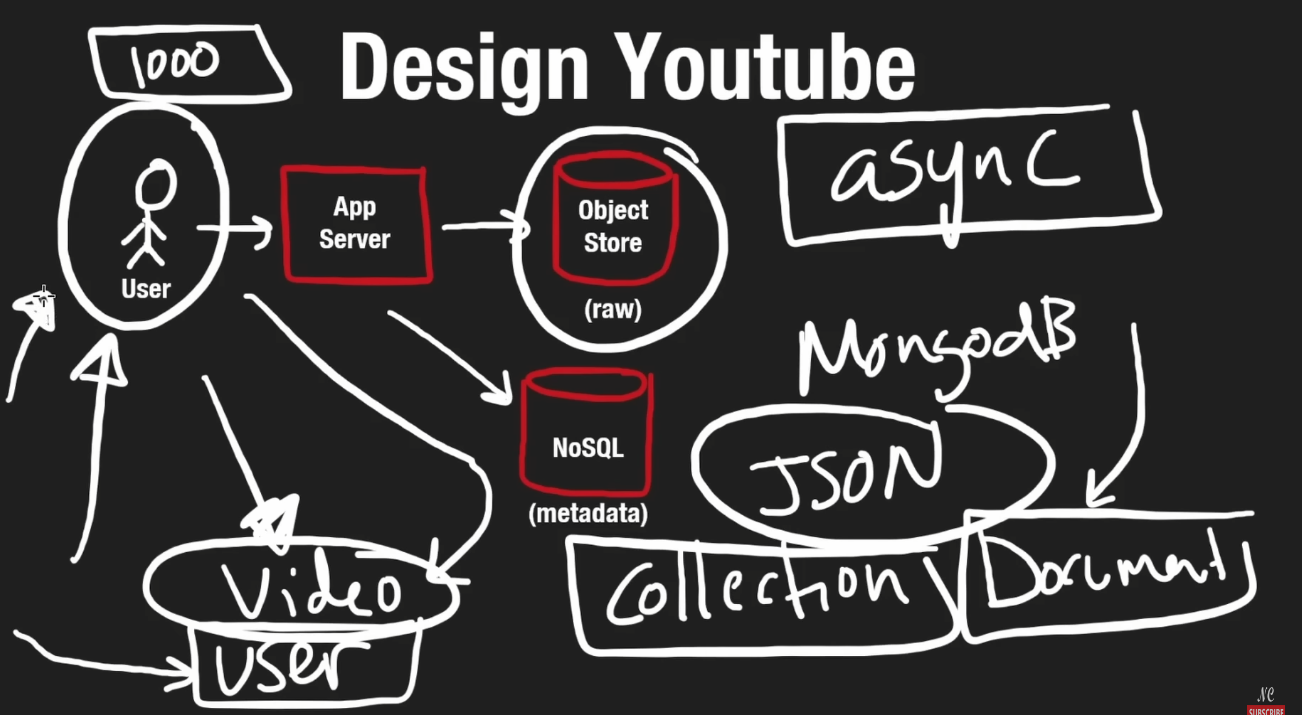 1000
Design Youtube
async
User
App
Server
Object
Store
(raw)
MongodB
NoSQL
(metadata)
JSON
Video
user
Collection
Document
NC
SUBSCRIBE